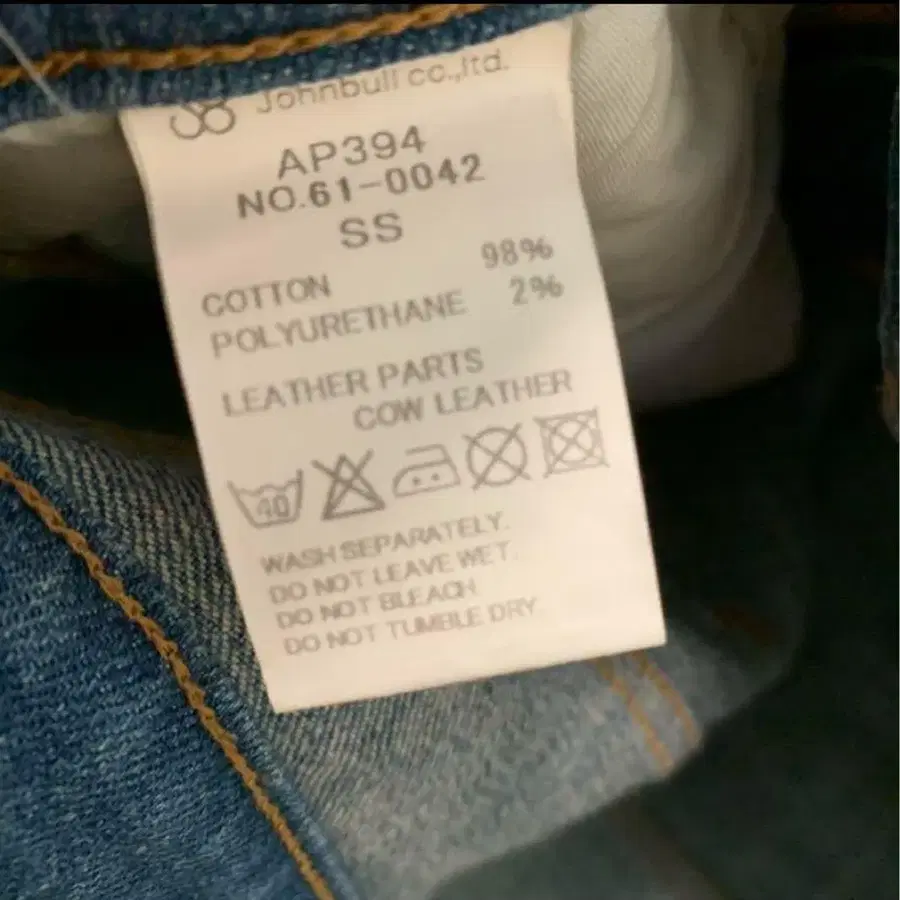 Johnbull co.,ltd.
AP394
NO.61-0042
SS
COTTON 98%
POLYURETHANE 2%
LEATHER PARTS
COW LEATHER
40
WASH SEPARATELY.
DO NOT LEAVE WET.
DO NOT BLEACH
DO NOT TUMBLE DRY